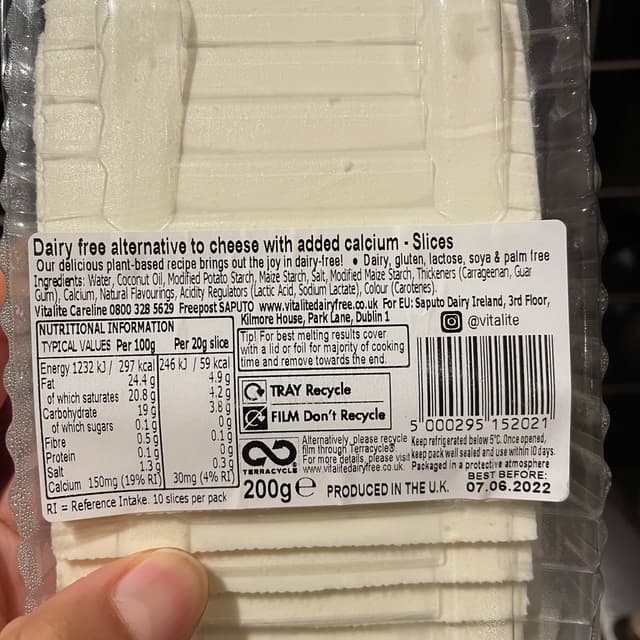 Dairy free alternative to cheese with added calcium - Slices
Our delicious plant-based recipe brings out the joy in dairy-free! • Dairy, gluten, lactose, soya & palm free
Ingredients: Water, Coconut Oil, Modified Potato Starch, Maize Starch, Salt, Modified Maize Starch, Thickeners (Carrageenan, Guar
Gum), Calcium, Natural Flavourings, Acidity Regulators (Lactic Acid, Sodium Lactate), Colour (Carotenes).
Vitalite Careline 0800 328 5629 Freepost SAPUTO www.vitalitedairyfree.co.uk For EU: Saputo Dairy Ireland, 3rd Floor,
Kilmore House, Park Lane, Dublin 1
NUTRITIONAL INFORMATION
TYPICAL VALUES Per 100g Per 20g slice
Energy 1232 kJ / 297 kcal 246 kJ / 59 kcal
Fat 24.4 g 4.9 g
of which saturates 20.8 g 4.2 g
Carbohydrate 19 g 3.8 g
of which sugars 0.1 g 0 g
Fibre 0.5 g 0.1 g
Protein 0.1 g 0 g
Salt 1.3 g 0.3 g
Calcium 150mg (19% RI) 30mg (4% RI)
RI = Reference Intake. 10 slices per pack
Tip! For best melting results cover
with a lid or foil for majority of cooking
time and remove towards the end.
TRAY Recycle
FILM Don't Recycle
TERRACYCLE
Alternatively, please recycle
film through Terracycle®
For more details, please visit
www.vitalitedairyfree.co.uk
200g e PRODUCED IN THE U.K.
@vitalite
5 000295 152021
Keep refrigerated below 5°C. Once opened,
keep pack well sealed and use within 10 days.
Packaged in a protective atmosphere
BEST BEFORE:
07.06.2022